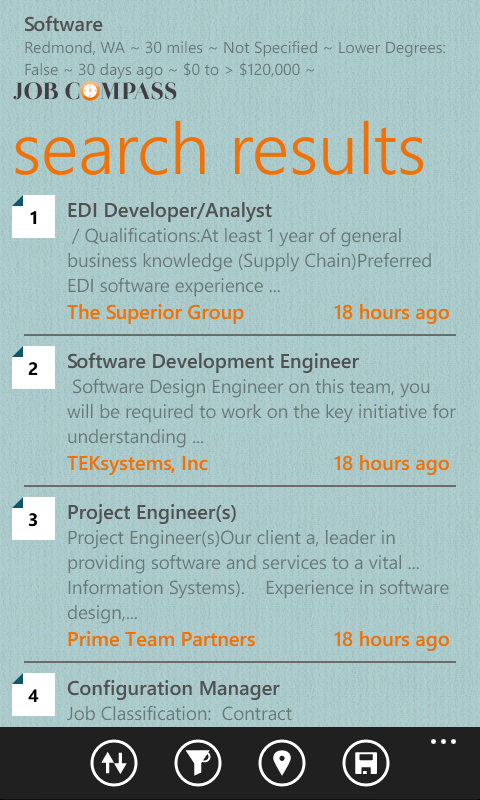 Software
Redmond, WA ~ 30 miles ~ Not Specified ~ Lower Degrees:
False ~ 30 days ago ~ $0 to > $120,000 ~
JOB COMPASS
search results
1
EDI Developer/Analyst
/ Qualifications:At least 1 year of general
business knowledge (Supply Chain)Preferred
EDI software experience ...
The Superior Group 18 hours ago
2
Software Development Engineer
Software Design Engineer on this team, you
will be required to work on the key initiative for
understanding ...
TEKsystems, Inc 18 hours ago
3
Project Engineer(s)
Project Engineer(s)Our client a, leader in
providing software and services to a vital ...
Information Systems). Experience in software
design,...
Prime Team Partners 18 hours ago
4
Configuration Manager
Job Classification: Contract